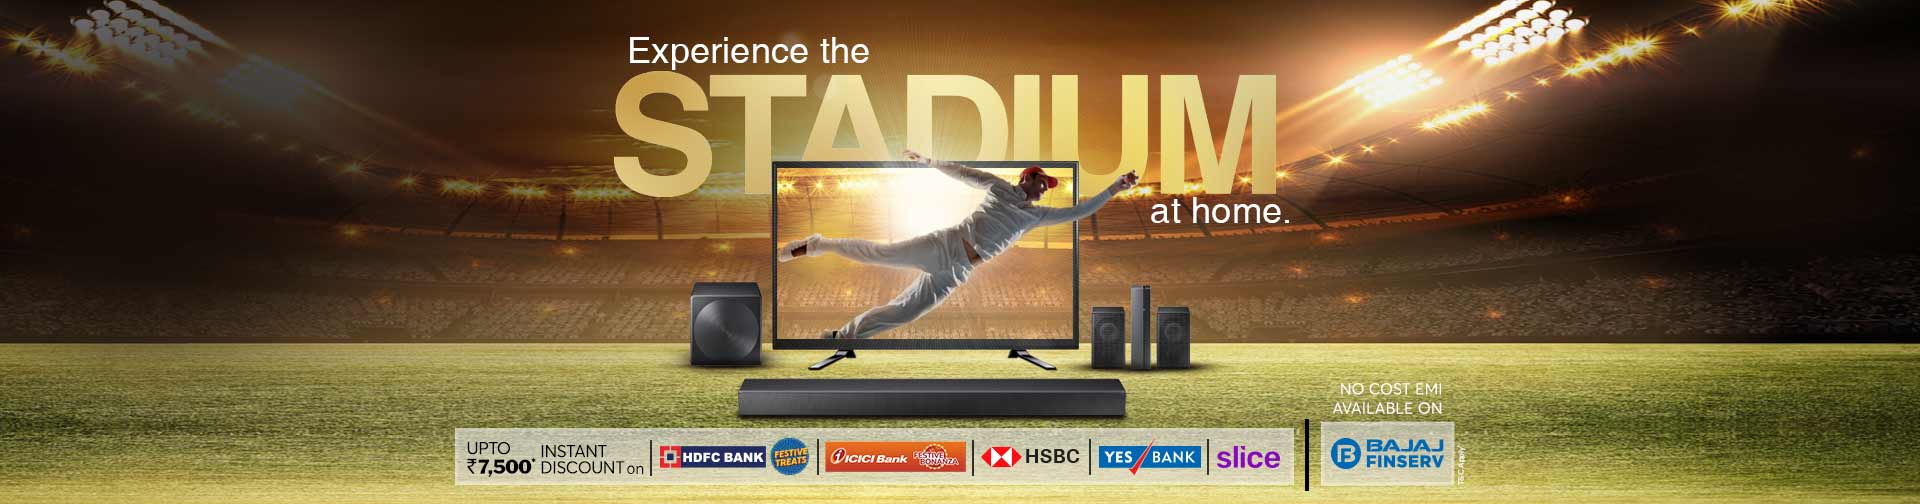 Experience the
STADIUM
at home.
NO COST EMI
AVAILABLE ON
UPTO
₹7,500*
INSTANT
DISCOUNT on
HDFC BANK
FESTIVE
TREATS
ICICI Bank
FESTIVE
BONANZA
HSBC
YES BANK
slice
BAJAJ
FINSERV
T&C Apply